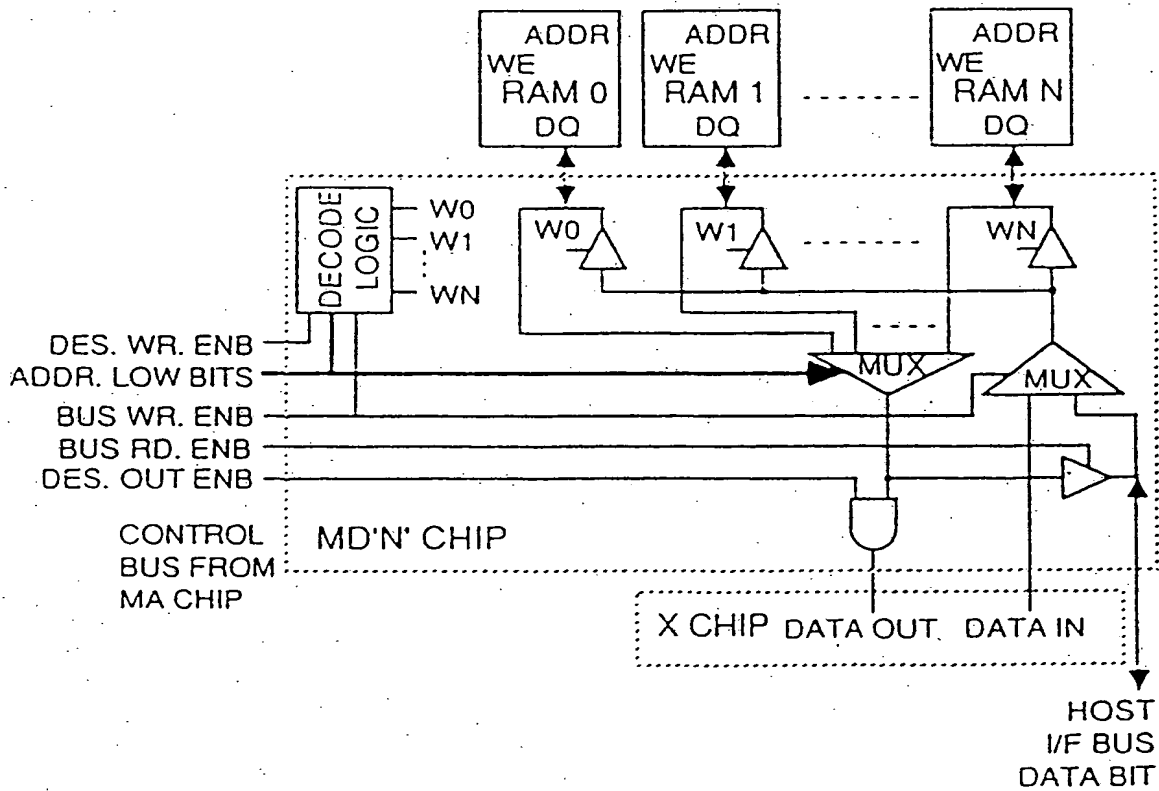 ADDR
WE
RAM 0
DQ
ADDR
WE
RAM 1
DQ
ADDR
WE
RAM N
DQ
DECODE
LOGIC
W0
W1
WN
W0
W1
WN
DES. WR. ENB
ADDR. LOW BITS
BUS WR. ENB
BUS RD. ENB
DES. OUT ENB
MUX
MUX
CONTROL
BUS FROM
MA CHIP
MD'N' CHIP
X CHIP
DATA OUT
DATA IN
HOST
I/F BUS
DATA BIT